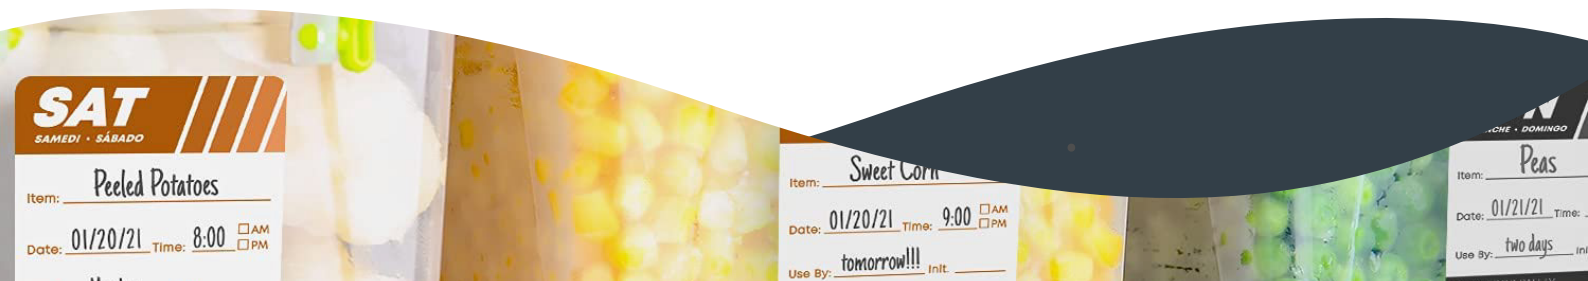 SAT
SAMEDI • SÁBADO
Item: Peeled Potatoes
Date: 01/20/21 Time: 8:00 AM
PM
Item: Sweet Corn
Date: 01/20/21 Time: 9:00 AM
PM
Use By: tomorrow!!! Init.
DOMINGO
Item: Peas
Date: 01/21/21 Time:
Use By: two days